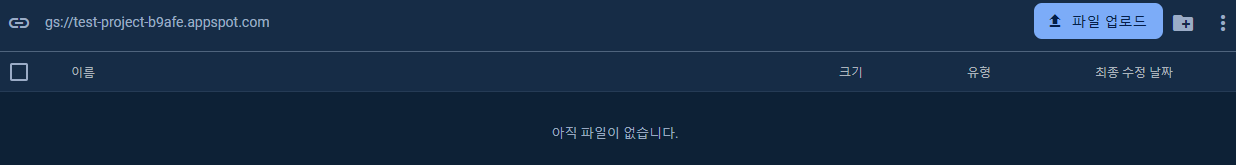 gs://test-project-b9afe.appspot.com 파일 업로드
이름 크기 유형 최종 수정 날짜
아직 파일이 없습니다.